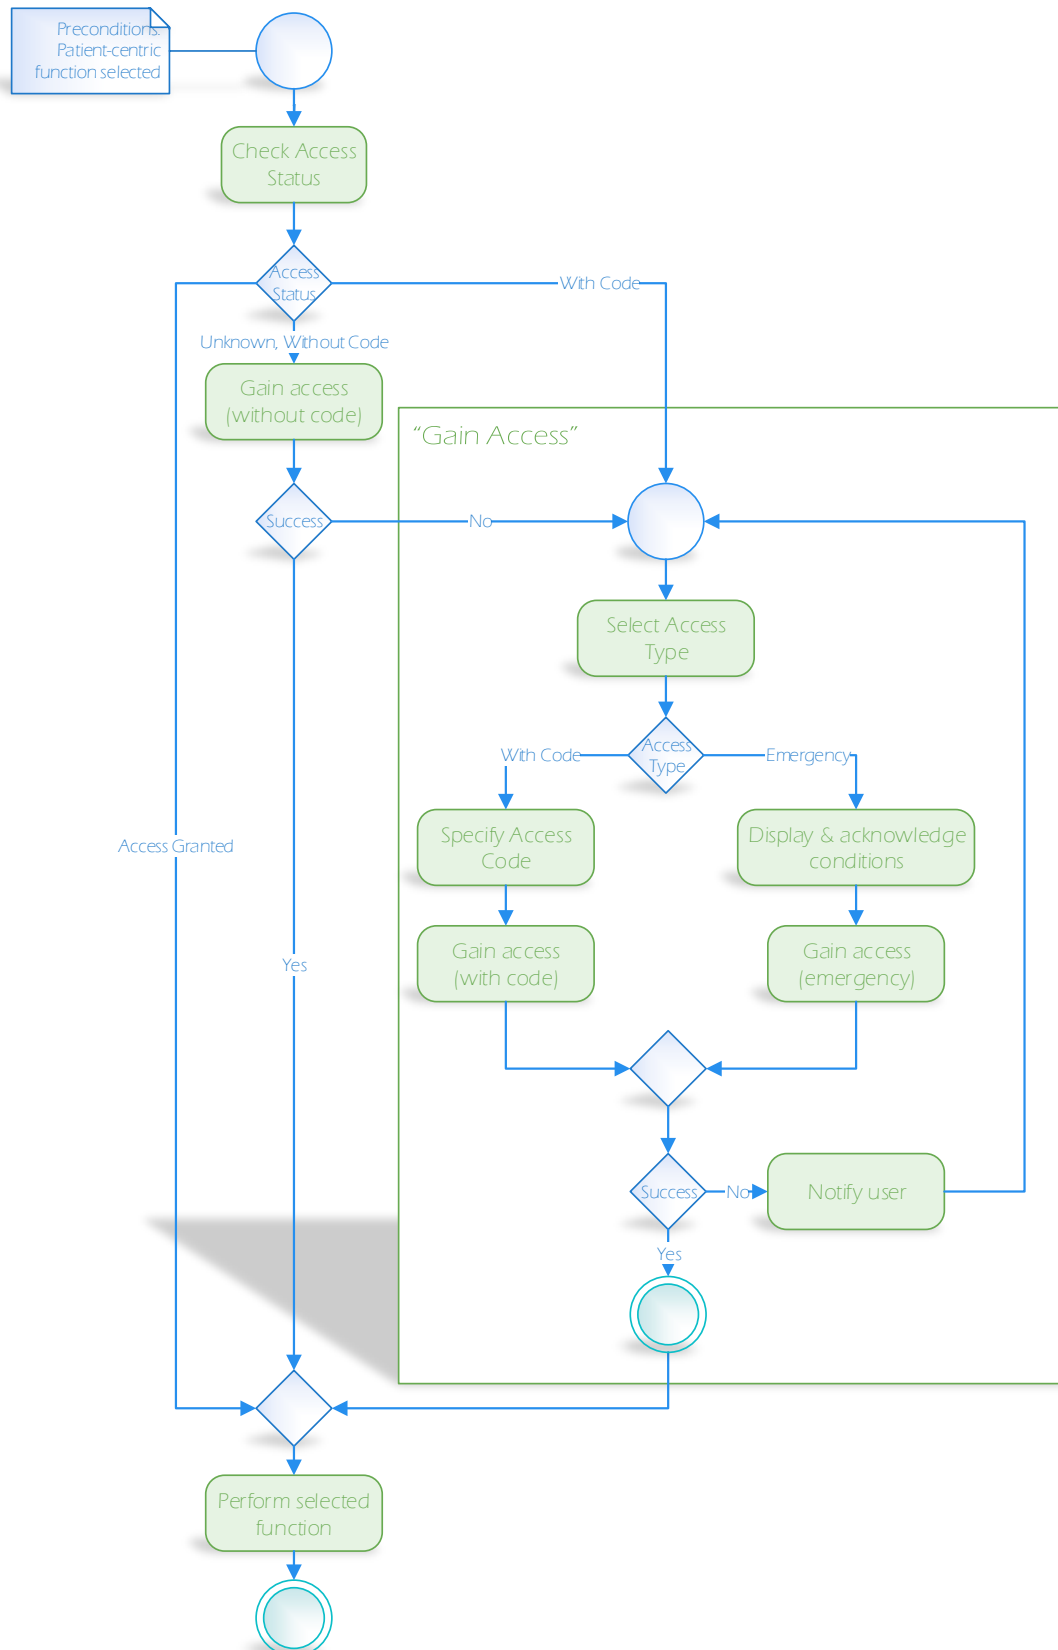 Preconditions:
Patient-centric
function selected
Check Access
Status
Access
Status
With Code
Unknown, Without Code
Gain access
(without code)
"Gain Access"
Success
No
Select Access
Type
Access
Type
With Code
Emergency
Specify Access
Code
Display & acknowledge
conditions
Access Granted
Gain access
(with code)
Gain access
(emergency)
Yes
Success
No
Notify user
Yes
Perform selected
function